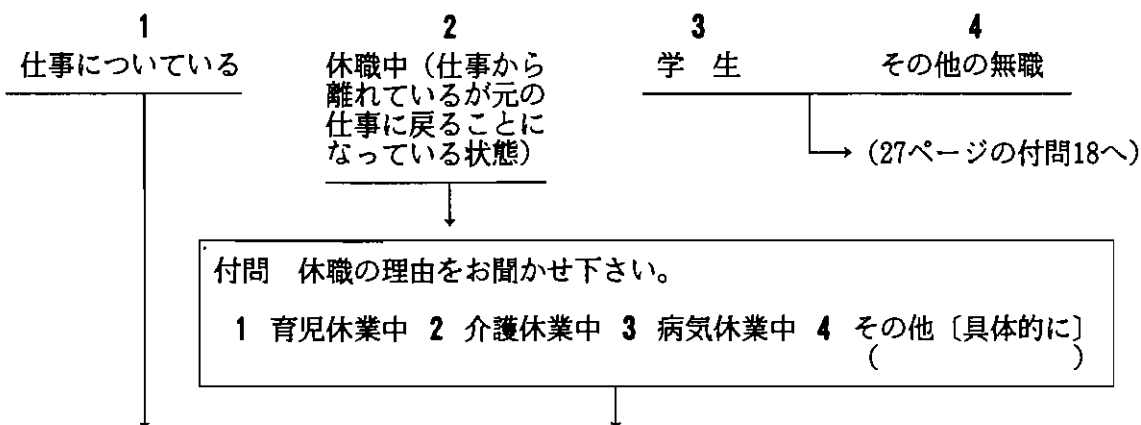 1 2 3 4
仕事についている 休職中（仕事から 学 生 その他の無職
離れているが元の
仕事に戻ることに
なっている状態）
（27ページの付問18へ）
付問 休職の理由をお聞かせ下さい。
1 育児休業中 2 介護休業中 3 病気休業中 4 その他〔具体的に〕
（ ）